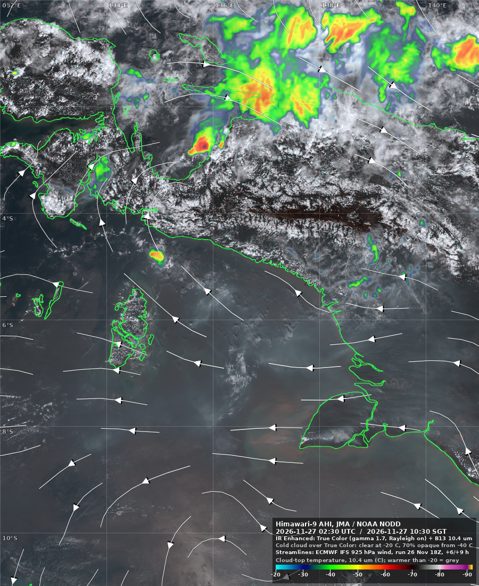 134°E
136°E
138°E
140°E
4°S
6°S
8°S
10°S
Himawari-9 AHI, JMA / NOAA NODD
2026-11-27 02:30 UTC / 2026-11-27 10:30 SGT
IR Enhanced: True Color (gamma 1.7, Rayleigh on) + B13 10.4 um
Cold cloud over True Color: clear at -20 C, 70% opaque from -40 C
Streamlines: ECMWF IFS 925 hPa wind, run 26 Nov 18Z, +6/+9 h
Cloud-top temperature, 10.4 um (C); warmer than -20 = grey
-20 -30 -40 -50 -60 -70 -80 -90